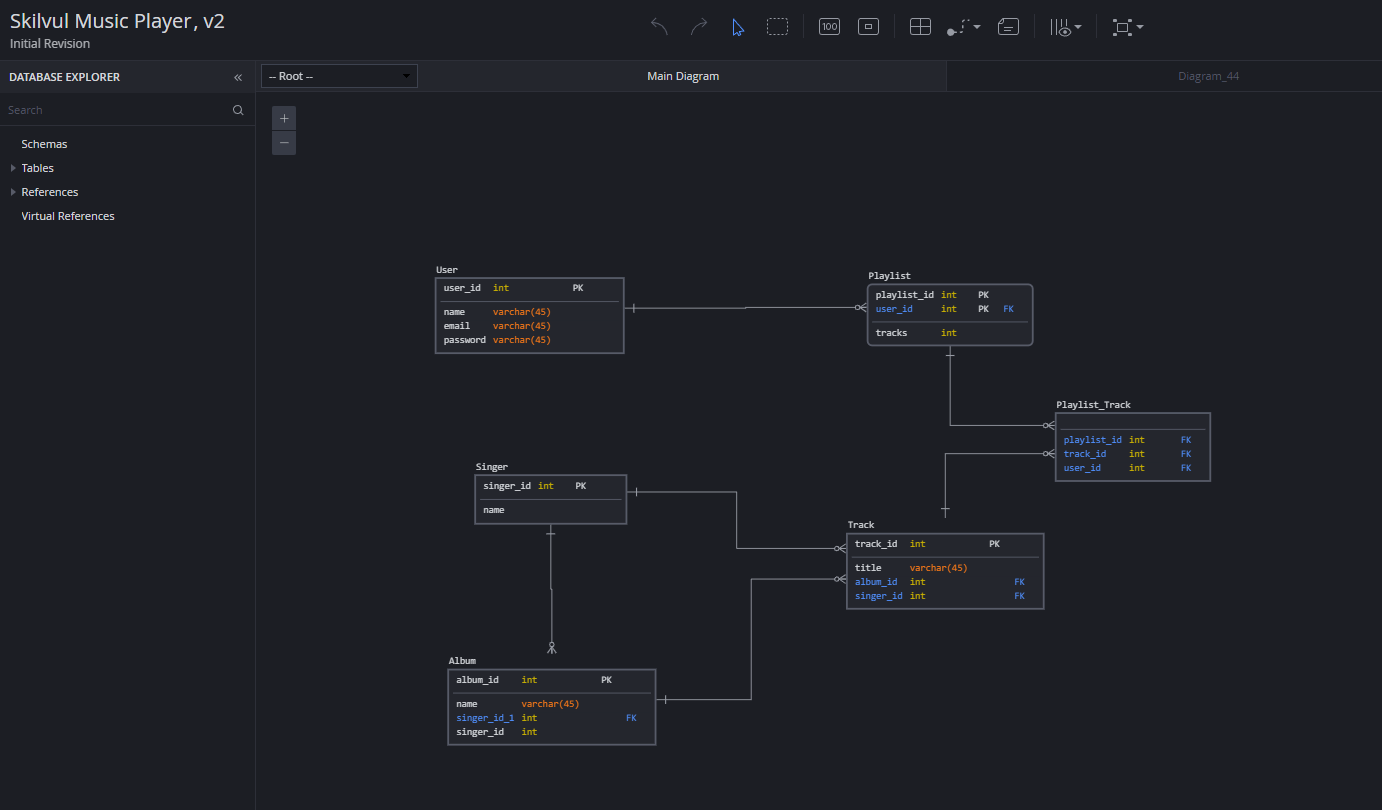 Skilvul Music Player, v2
Initial Revision
100
DATABASE EXPLORER
«
-- Root --
Main Diagram
Diagram_44
Search
+
−
Schemas
Tables
References
Virtual References
User
user_id int PK
name varchar(45)
email varchar(45)
password varchar(45)
Playlist
playlist_id int PK
user_id int PK FK
tracks int
Playlist_Track
playlist_id int FK
track_id int FK
user_id int FK
Singer
singer_id int PK
name
Track
track_id int PK
title varchar(45)
album_id int FK
singer_id int FK
Album
album_id int PK
name varchar(45)
singer_id_1 int FK
singer_id int